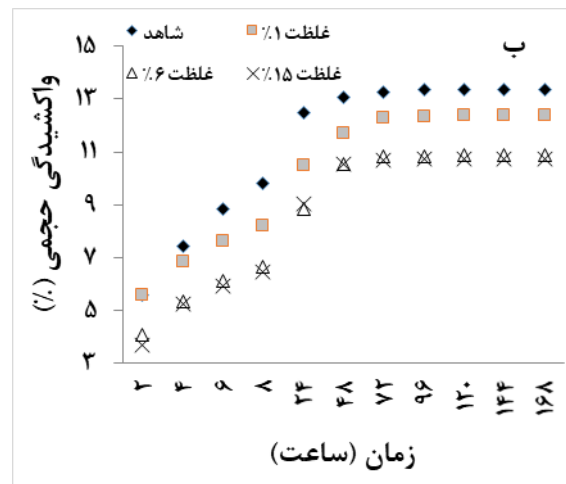 ب
شاهد
غلظت ۱٪
غلظت ۶٪
غلظت ۱۵٪
واکشیدگی حجمی (٪)
۱۵
۱۳
۱۱
۹
۷
۵
۳
۲ ۴ ۶ ۸ ۲۴ ۴۸ ۷۲ ۹۶ ۱۲۰ ۱۴۴ ۱۶۸
زمان (ساعت)